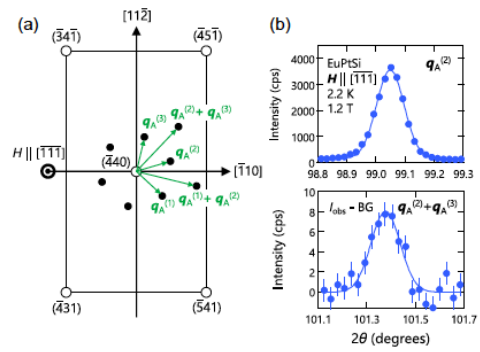 (a)
[112̄]
(3̄4̄1)
(4̄5̄1)
q_A^(3)
q_A^(2) + q_A^(3)
H || [1̄1̄1̄]
(4̄40)
q_A^(2)
[1̄10]
q_A^(1)
q_A^(1) + q_A^(2)
(4̄31)
(5̄41)
(b)
Intensity (cps)
4000
3000
2000
1000
0
EuPtSi
H || [1̄1̄1̄]
2.2 K
1.2 T
q_A^(2)
98.8 98.9 99.0 99.1 99.2 99.3
Intensity (cps)
10
8
6
4
2
0
I_obs - BG
q_A^(2) + q_A^(3)
101.1 101.3 101.5 101.7
2θ (degrees)